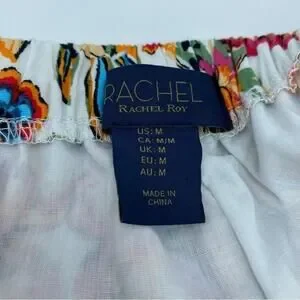 RACHEL
RACHEL ROY
US: M
CA: M/M
UK: M
EU: M
AU: M
MADE IN
CHINA